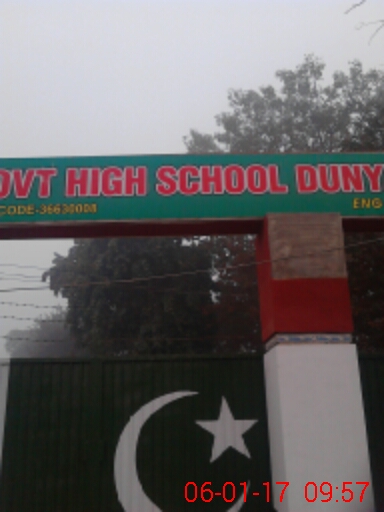 OVT HIGH SCHOOL DUNY
CODE-36630008
ENG
06-01-17 09:57